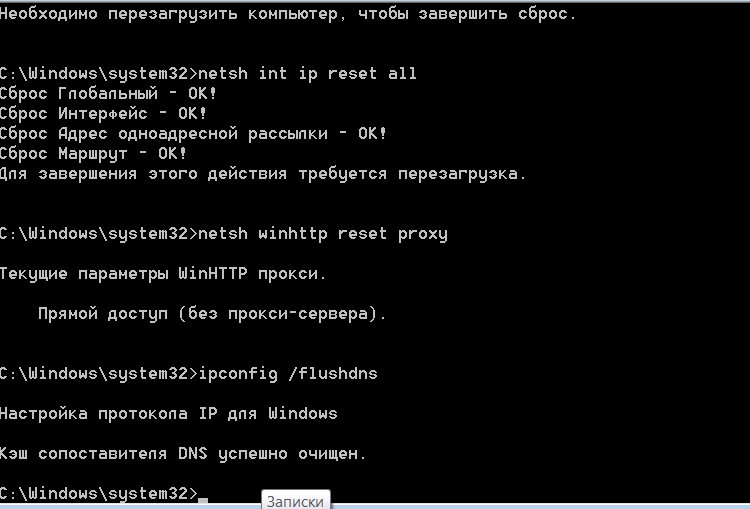 Необходимо перезагрузить компьютер, чтобы завершить сброс.
C:\Windows\system32>netsh int ip reset all
Сброс Глобальный - OK!
Сброс Интерфейс - OK!
Сброс Адрес одноадресной рассылки - OK!
Сброс Маршрут - OK!
Для завершения этого действия требуется перезагрузка.
C:\Windows\system32>netsh winhttp reset proxy
Текущие параметры WinHTTP прокси.
Прямой доступ (без прокси-сервера).
C:\Windows\system32>ipconfig /flushdns
Настройка протокола IP для Windows
Кэш сопоставителя DNS успешно очищен.
C:\Windows\system32>_
Записки